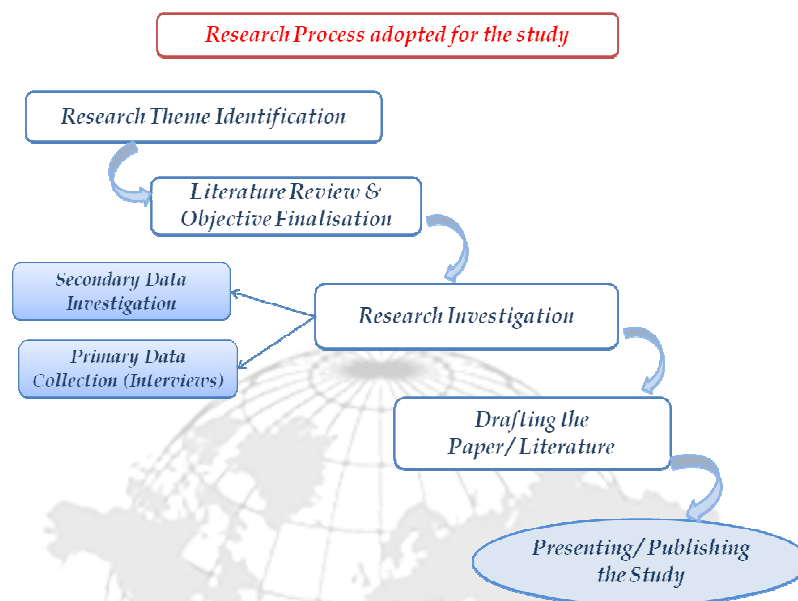 Research Process adopted for the study
Research Theme Identification
Literature Review &
Objective Finalisation
Secondary Data
Investigation
Research Investigation
Primary Data
Collection (Interviews)
Drafting the
Paper/ Literature
Presenting/ Publishing
the Study